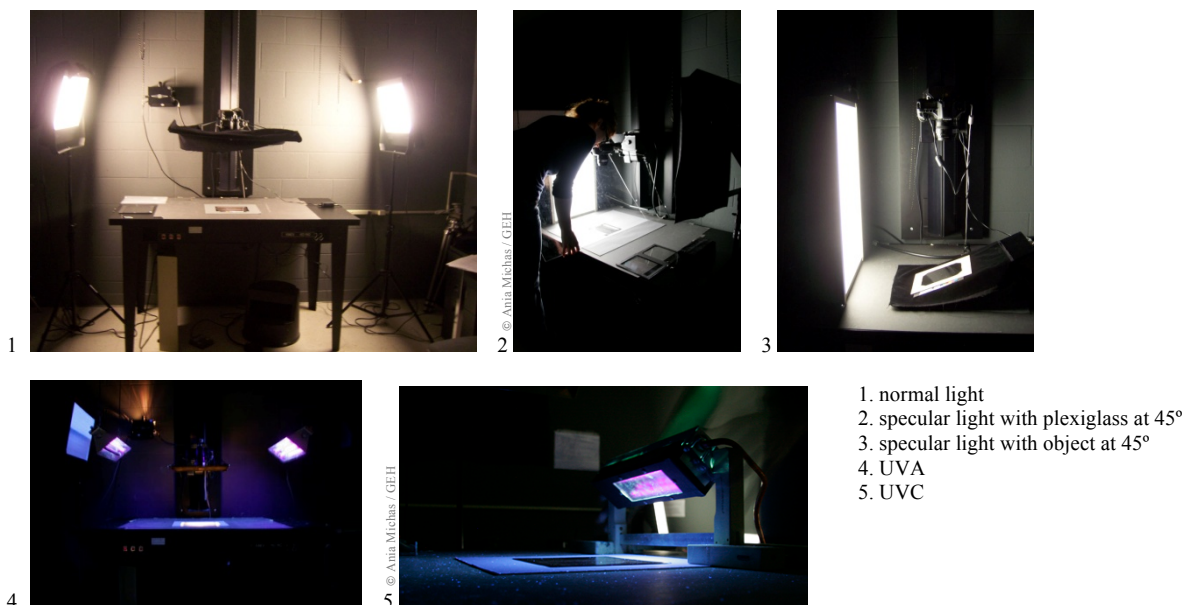 1
© Ania Michas / GEH
2
3
4
© Ania Michas / GEH
5
1. normal light
2. specular light with plexiglass at 45º
3. specular light with object at 45º
4. UVA
5. UVC